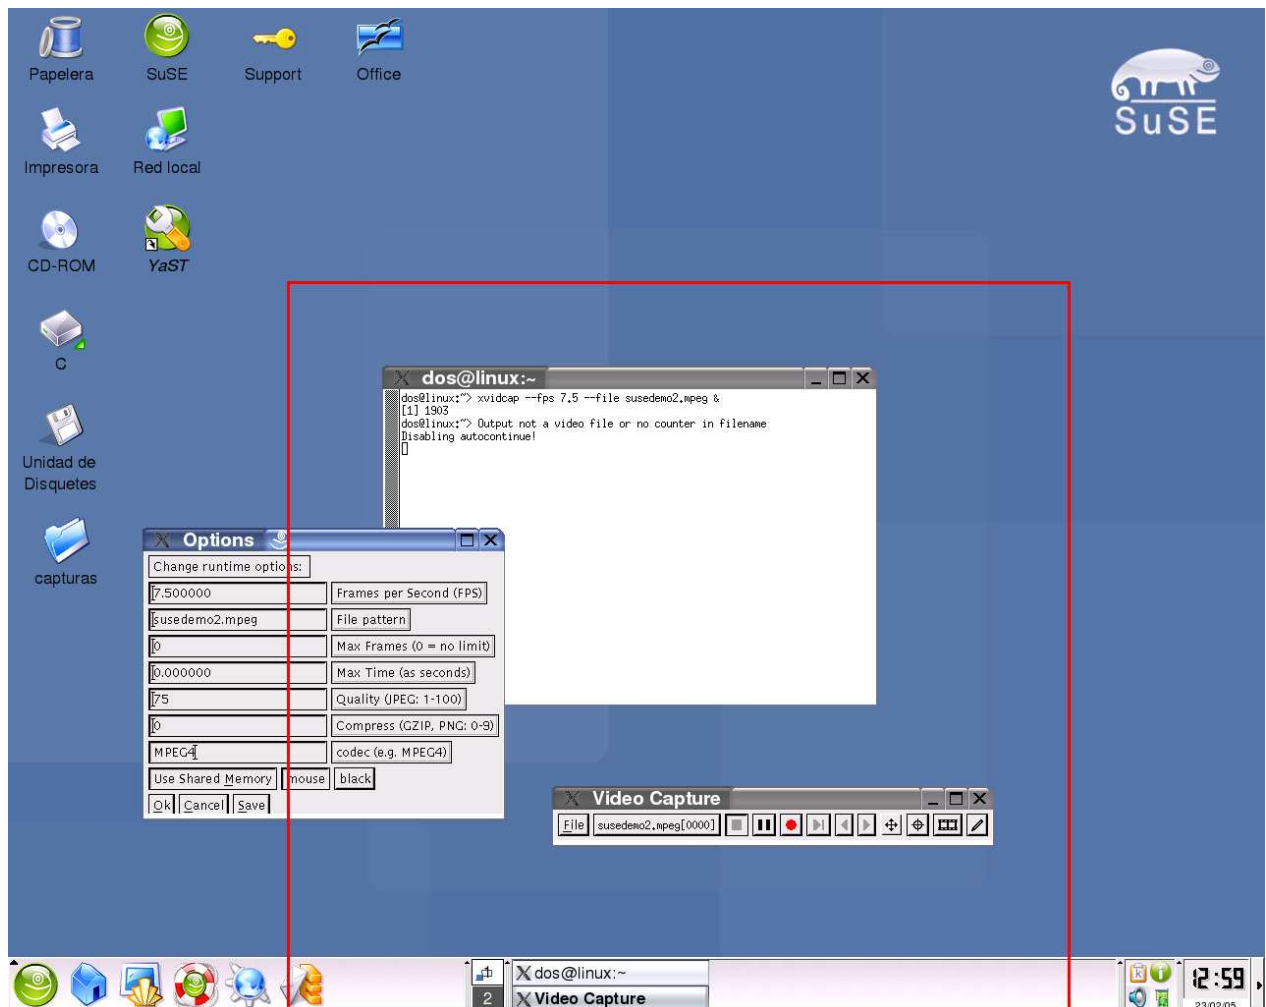 Papelera
SuSE
Support
Office
SuSE
Impresora
Red local
CD-ROM
YaST
C
Unidad de
Disquetes
capturas
dos@linux:~
dos@linux:~> xvidcap --fps 7.5 --file susedemo2.mpeg &
[1] 1903
dos@linux:~> Output not a video file or no counter in filename
Disabling autocontinue!
Options
Change runtime options:
7.500000 Frames per Second (FPS)
susedemo2.mpeg File pattern
0 Max Frames (0 = no limit)
0.000000 Max Time (as seconds)
75 Quality (JPEG: 1-100)
0 Compress (GZIP, PNG: 0-9)
MPEG4 codec (e.g. MPEG4)
Use Shared Memory mouse black
Ok Cancel Save
Video Capture
File susedemo2.mpeg[0000]
dos@linux:~
2 Video Capture
12:59
23/02/05